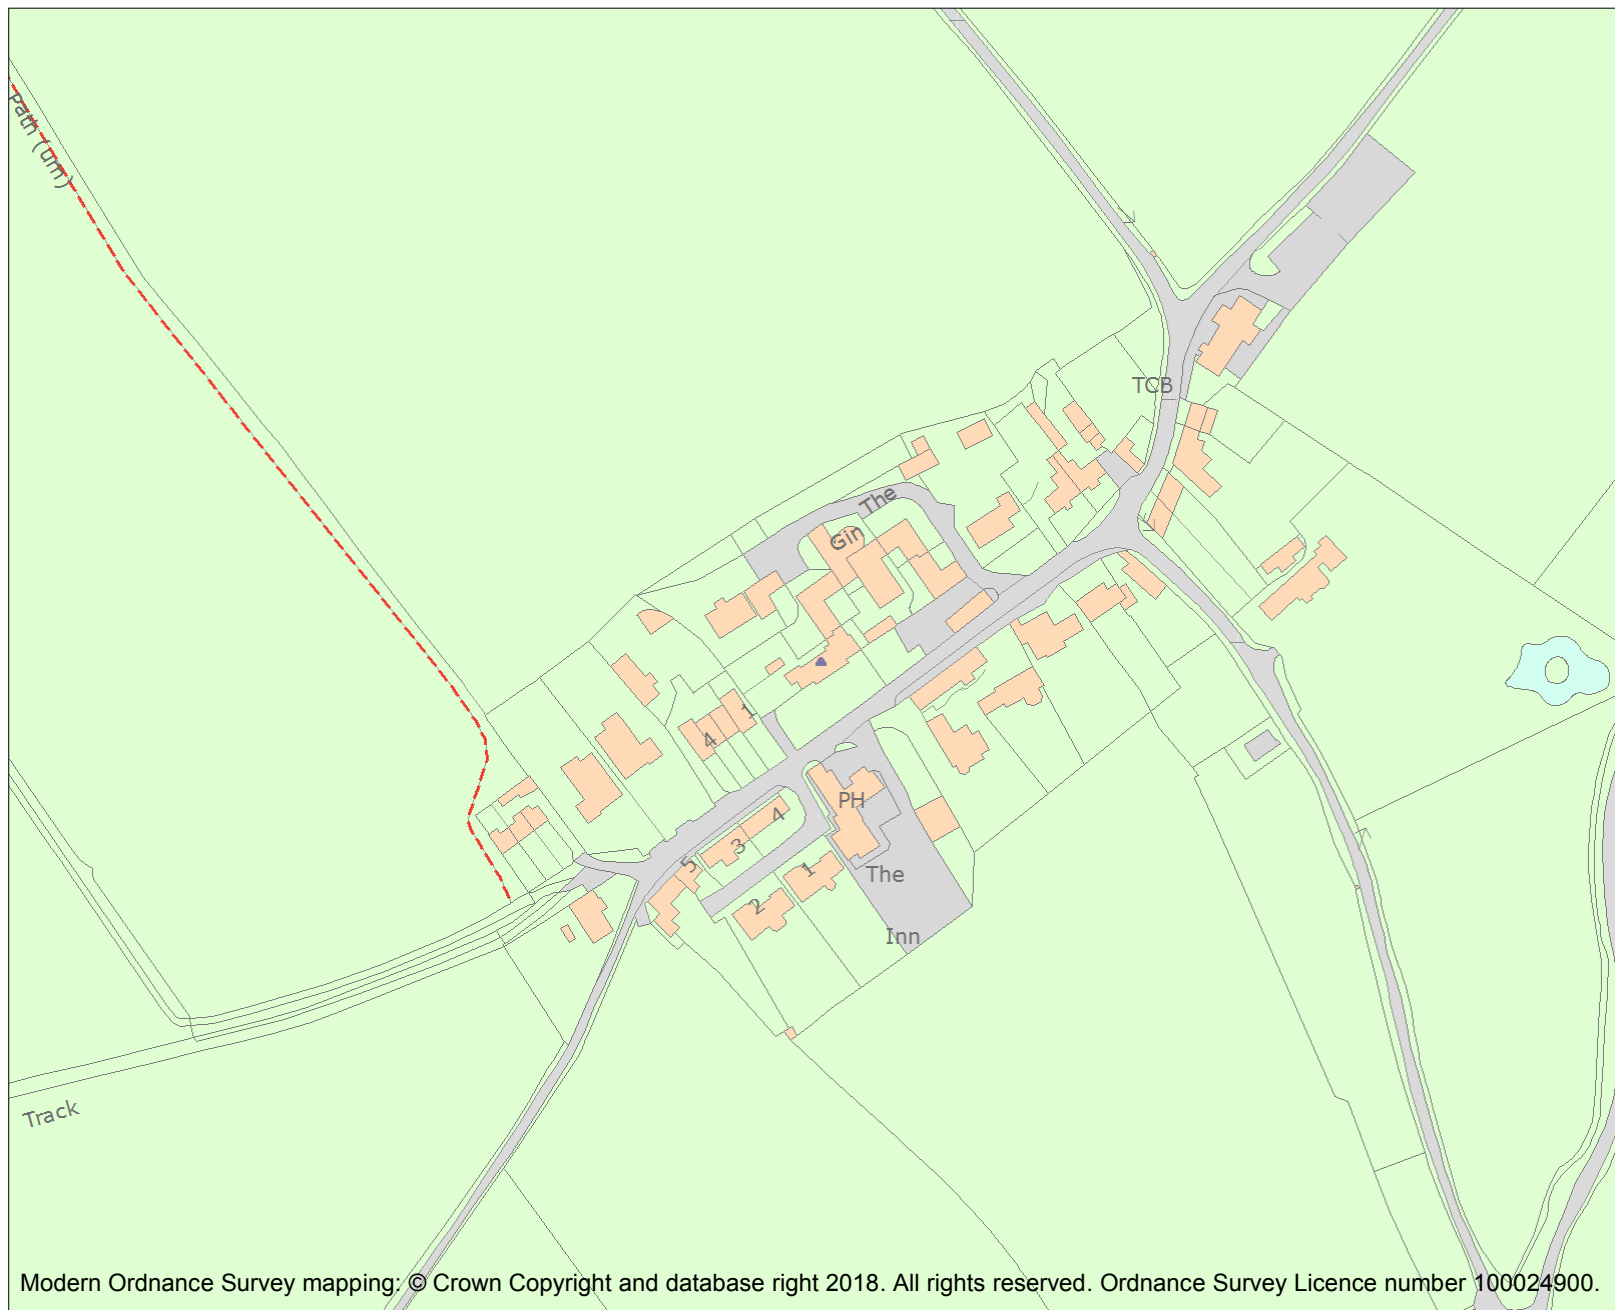 Path (um)
TCB
The
Gin
1
4
PH
4
3
5
1
The
2
Inn
Track
Modern Ordnance Survey mapping: © Crown Copyright and database right 2018. All rights reserved. Ordnance Survey Licence number 100024900.